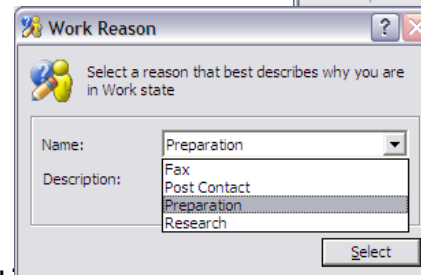 Work Reason
Select a reason that best describes why you are
in Work state
Name:
Preparation
Description:
Fax
Post Contact
Preparation
Research
Select